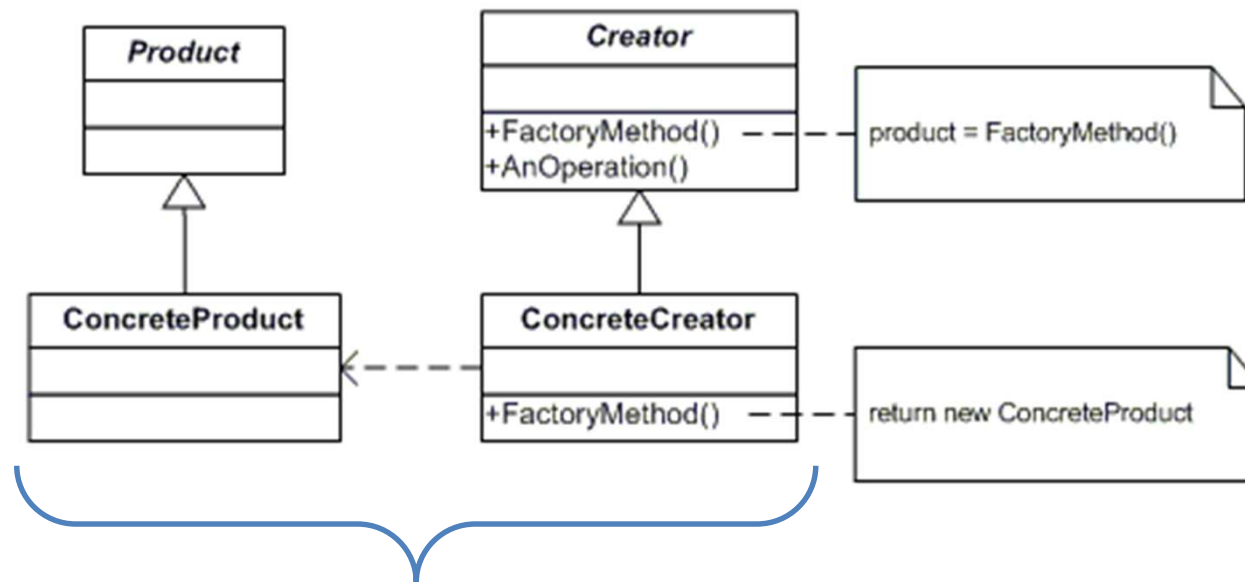 Product
Creator
+FactoryMethod()
+AnOperation()
product = FactoryMethod()
ConcreteProduct
ConcreteCreator
+FactoryMethod()
return new ConcreteProduct